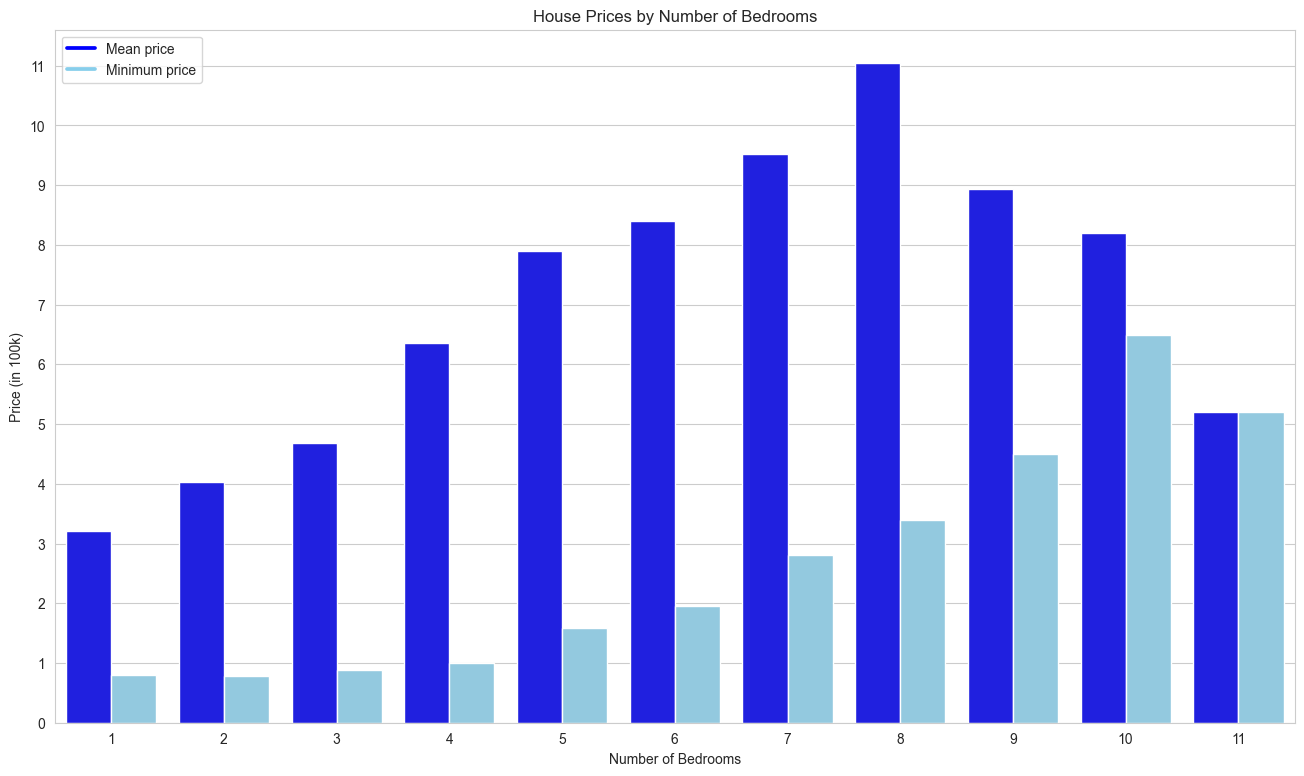 House Prices by Number of Bedrooms
Mean price
Minimum price
Price (in 100k)
11
10
9
8
7
6
5
4
3
2
1
0
1 2 3 4 5 6 7 8 9 10 11
Number of Bedrooms